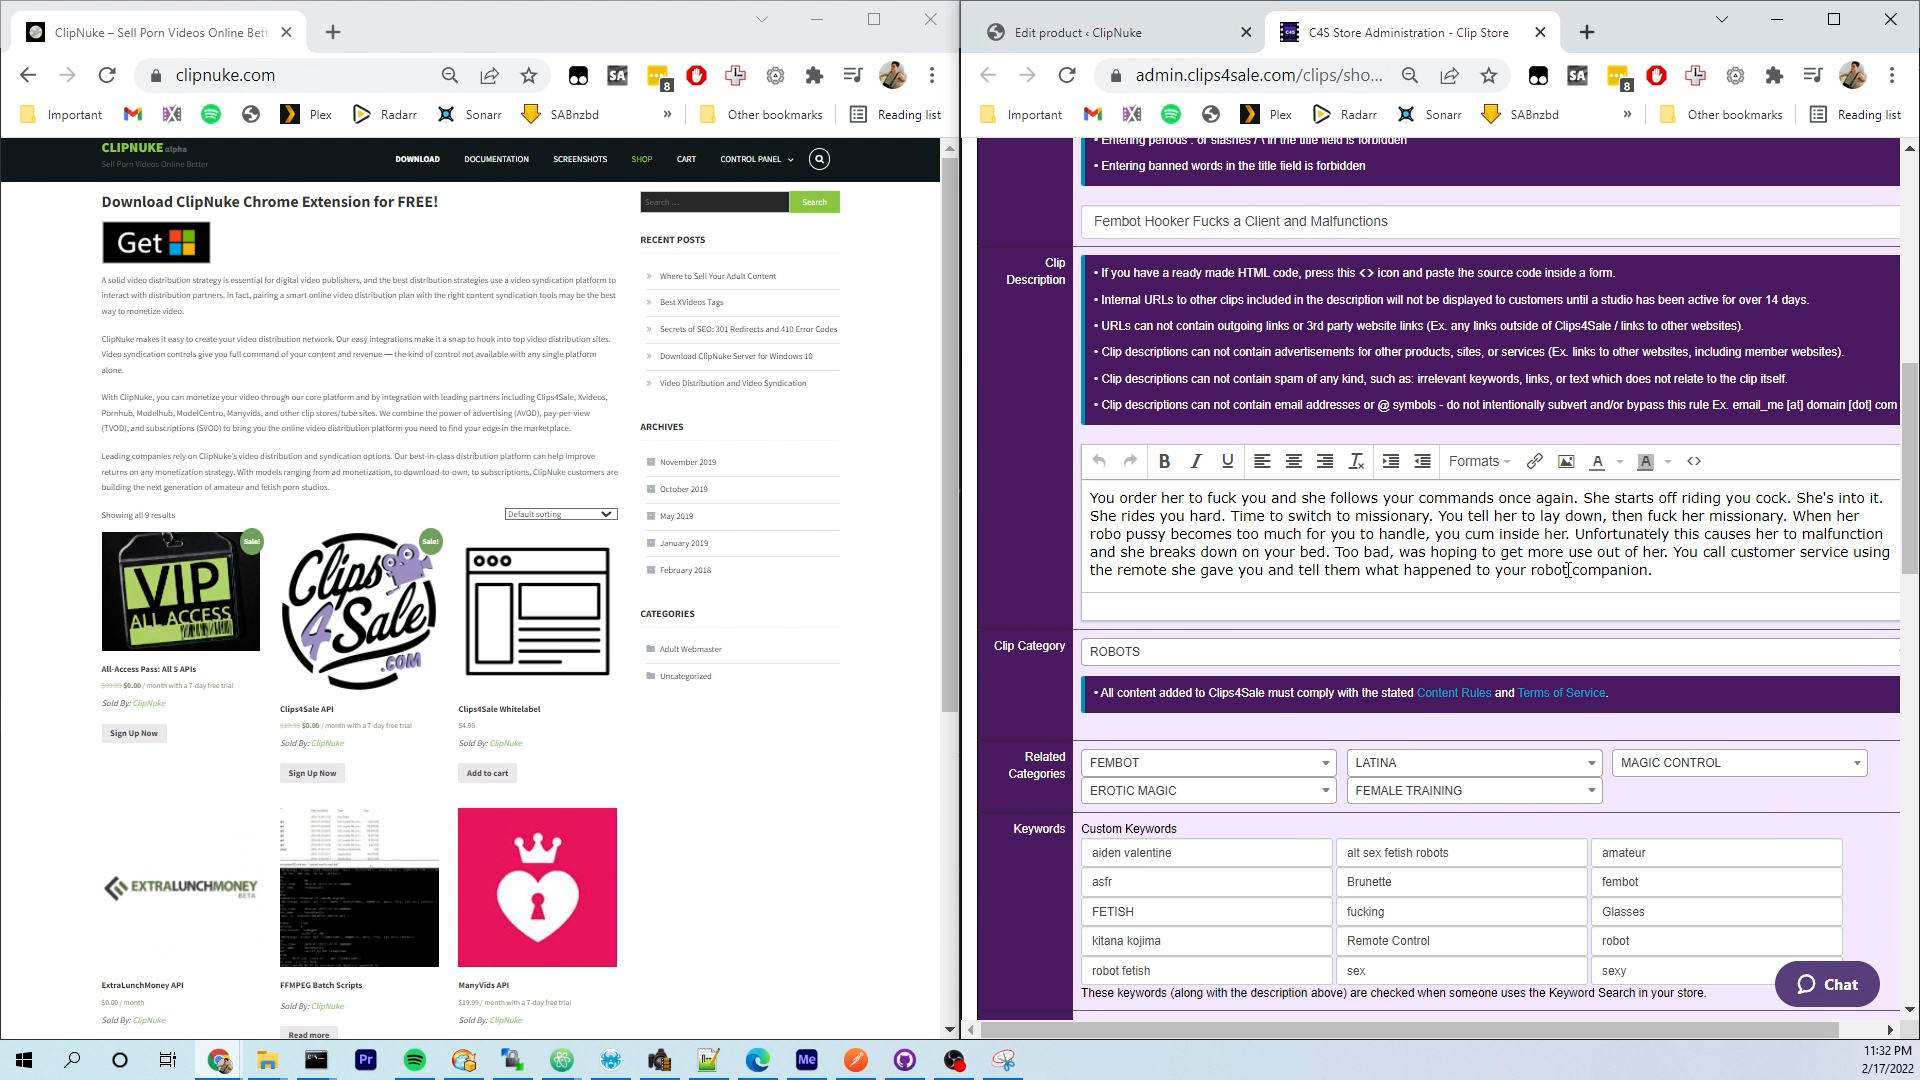 ClipNuke – Sell Porn Videos Online Bett
clipnuke.com
8
Important
Plex
Radarr
Sonarr
SABnzbd
»
Other bookmarks
Reading list
CLIPNUKE alpha
Sell Porn Videos Online Better
DOWNLOAD
DOCUMENTATION
SCREENSHOTS
SHOP
CART
CONTROL PANEL
Download ClipNuke Chrome Extension for FREE!
Get
A solid video distribution strategy is essential for digital video publishers, and the best distribution strategies use a video syndication platform to
interact with distribution partners. In fact, pairing a smart online video distribution plan with the right content syndication tools may be the best
way to monetize video.
ClipNuke makes it easy to create your video distribution network. Our easy integrations make it a snap to hook into top video distribution sites.
Video syndication controls give you full command of your content and revenue — the kind of control not available with any single platform
alone.
With ClipNuke, you can monetize your video through our core platform and by integration with leading partners including Clips4Sale, Xvideos,
Pornhub, Modelhub, ModelCentro, Manyvids, and other clip stores/tube sites. We combine the power of advertising (AVOD), pay-per-view
(TVOD), and subscriptions (SVOD) to bring you the online video distribution platform you need to find your edge in the marketplace.
Leading companies rely on ClipNuke's video distribution and syndication options. Our best-in-class distribution platform can help improve
returns on any monetization strategy. With models ranging from ad monetization, to download-to-own, to subscriptions, ClipNuke customers are
building the next generation of amateur and fetish porn studios.
Showing all 9 results
Default sorting
Sale!
VIP
ALL ACCESS
All-Access Pass: All 5 APIs
$99.99 $0.00 / month with a 7-day free trial
Sold By: ClipNuke
Sign Up Now
Sale!
Clips
4Sale
.COM
Clips4Sale API
$19.99 $0.00 / month with a 7-day free trial
Sold By: ClipNuke
Sign Up Now
Clips4Sale Whitelabel
$4.99
Sold By: ClipNuke
Add to cart
EXTRALUNCHMONEY
BETA
ExtraLunchMoney API
$0.00 / month
Sold By: ClipNuke
FFMPEG Batch Scripts
Sold By: ClipNuke
Read more
ManyVids API
$19.99 / month with a 7-day free trial
Sold By: ClipNuke
Search …
Search
RECENT POSTS
Where to Sell Your Adult Content
Best XVideos Tags
Secrets of SEO: 301 Redirects and 410 Error Codes
Download ClipNuke Server for Windows 10
Video Distribution and Video Syndication
ARCHIVES
November 2019
October 2019
May 2019
January 2019
February 2018
CATEGORIES
Adult Webmaster
Uncategorized
Edit product ‹ ClipNuke
C4S Store Administration - Clip Store
admin.clips4sale.com/clips/sho...
8
Important
Plex
Radarr
Sonarr
SABnzbd
»
Other bookmarks
Reading list
• Entering periods . or slashes / \ in the title field is forbidden
• Entering banned words in the title field is forbidden
Fembot Hooker Fucks a Client and Malfunctions
Clip
Description
• If you have a ready made HTML code, press this <> icon and paste the source code inside a form.
• Internal URLs to other clips included in the description will not be displayed to customers until a studio has been active for over 14 days.
• URLs can not contain outgoing links or 3rd party website links (Ex. any links outside of Clips4Sale / links to other websites).
• Clip descriptions can not contain advertisements for other products, sites, or services (Ex. links to other websites, including member websites).
• Clip descriptions can not contain spam of any kind, such as: irrelevant keywords, links, or text which does not relate to the clip itself.
• Clip descriptions can not contain email addresses or @ symbols - do not intentionally subvert and/or bypass this rule Ex. email_me [at] domain [dot] com
Formats
You order her to fuck you and she follows your commands once again. She starts off riding you cock. She's into it.
She rides you hard. Time to switch to missionary. You tell her to lay down, then fuck her missionary. When her
robo pussy becomes too much for you to handle, you cum inside her. Unfortunately this causes her to malfunction
and she breaks down on your bed. Too bad, was hoping to get more use out of her. You call customer service using
the remote she gave you and tell them what happened to your robot companion.
Clip Category
ROBOTS
• All content added to Clips4Sale must comply with the stated Content Rules and Terms of Service.
Related
Categories
FEMBOT
LATINA
MAGIC CONTROL
EROTIC MAGIC
FEMALE TRAINING
Keywords
Custom Keywords
aiden valentine
alt sex fetish robots
amateur
asfr
Brunette
fembot
FETISH
fucking
Glasses
kitana kojima
Remote Control
robot
robot fetish
sex
sexy
These keywords (along with the description above) are checked when someone uses the Keyword Search in your store.
Chat
11:32 PM
2/17/2022